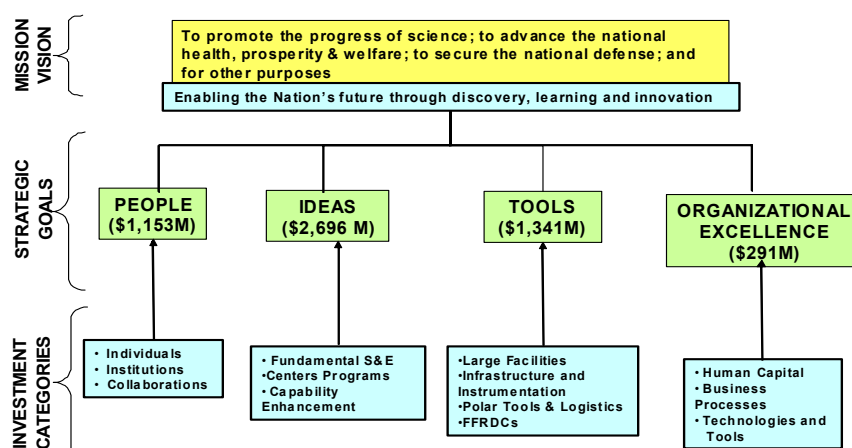 MISSION
VISION
To promote the progress of science; to advance the national
health, prosperity & welfare; to secure the national defense; and
for other purposes
Enabling the Nation's future through discovery, learning and innovation
STRATEGIC
GOALS
PEOPLE
($1,153M)
IDEAS
($2,696 M)
TOOLS
($1,341M)
ORGANIZATIONAL
EXCELLENCE
($291M)
INVESTMENT
CATEGORIES
• Individuals
• Institutions
• Collaborations
• Fundamental S&E
•Centers Programs
• Capability
Enhancement
•Large Facilities
•Infrastructure and
Instrumentation
•Polar Tools & Logistics
•FFRDCs
• Human Capital
• Business
Processes
• Technologies and
Tools